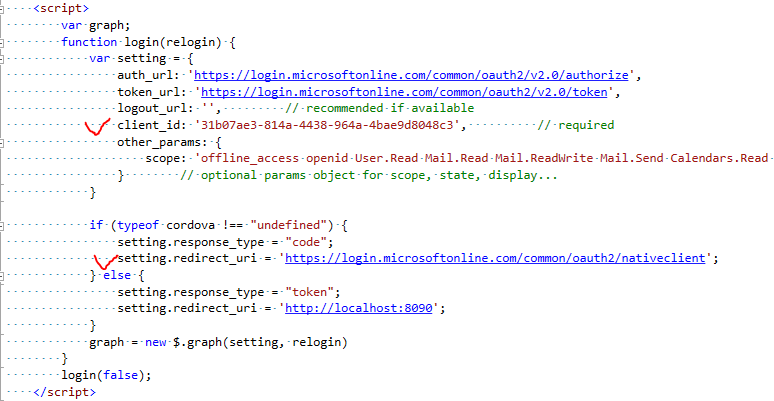 <script>
var graph;
function login(relogin) {
var setting = {
auth_url: 'https://login.microsoftonline.com/common/oauth2/v2.0/authorize',
token_url: 'https://login.microsoftonline.com/common/oauth2/v2.0/token',
logout_url: '', // recommended if available
client_id: '31b07ae3-814a-4438-964a-4bae9d8048c3', // required
other_params: {
scope: 'offline_access openid User.Read Mail.Read Mail.ReadWrite Mail.Send Calendars.Read
} // optional params object for scope, state, display...
}
if (typeof cordova !== "undefined") {
setting.response_type = "code";
setting.redirect_uri = 'https://login.microsoftonline.com/common/oauth2/nativeclient';
} else {
setting.response_type = "token";
setting.redirect_uri = 'http://localhost:8090';
}
graph = new $.graph(setting, relogin)
}
login(false);
</script>